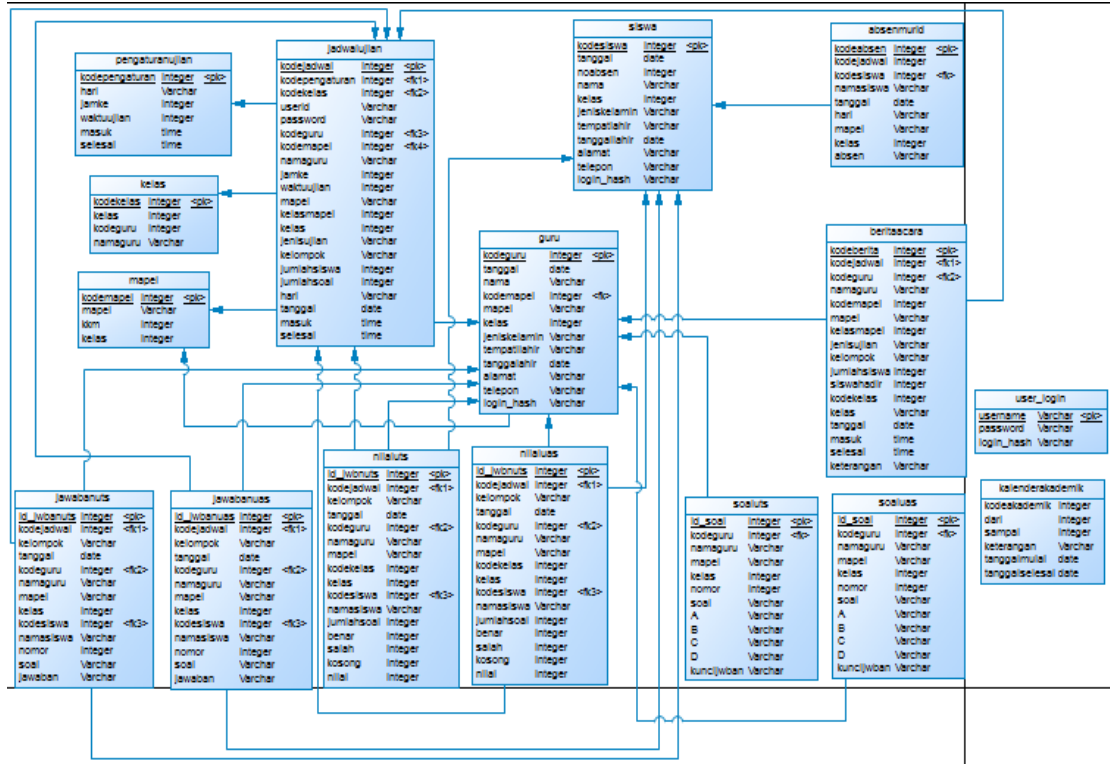 pengaturanujian
kodepengaturan Integer <pk>
hari Varchar
jamke Integer
waktuujian Integer
masuk time
selesai time
kelas
kodekelas Integer <pk>
kelas Integer
kodeguru Integer
namaguru Varchar
mapel
kodemapel Integer <pk>
mapel Varchar
kkm Integer
kelas Integer
jadwalujian
kodejadwal Integer <pk>
kodepengaturan Integer <fk1>
kodekelas Integer <fk2>
userid Varchar
password Varchar
kodeguru Integer <fk3>
kodemapel Integer <fk4>
namaguru Varchar
jamke Integer
waktuujian Integer
mapel Varchar
kelasmapel Integer
kelas Integer
jenisujian Varchar
kelompok Varchar
jumlahsiswa Integer
jumlahsoal Integer
hari Varchar
tanggal date
masuk time
selesai time
siswa
kodesiswa Integer <pk>
tanggal date
noabsen Integer
nama Varchar
kelas Integer
jeniskelamin Varchar
tempatlahir Varchar
tanggallahir date
alamat Varchar
telepon Varchar
login_hash Varchar
absenmurid
kodeabsen Integer <pk>
kodejadwal Integer
kodesiswa Integer <fk>
namasiswa Varchar
tanggal date
hari Varchar
mapel Varchar
kelas Integer
absen Varchar
guru
kodeguru Integer <pk>
tanggal date
nama Varchar
kodemapel Integer <fk>
mapel Varchar
kelas Integer
jeniskelamin Varchar
tempatlahir Varchar
tanggallahir date
alamat Varchar
telepon Varchar
login_hash Varchar
beritaacara
kodeberita Integer <pk>
kodejadwal Integer <fk1>
kodeguru Integer <fk2>
namaguru Varchar
kodemapel Integer
mapel Varchar
kelasmapel Integer
jenisujian Varchar
kelompok Varchar
jumlahsiswa Integer
siswahadir Integer
kodekelas Integer
kelas Varchar
tanggal date
masuk time
selesai time
keterangan Varchar
user_login
username Varchar <pk>
password Varchar
login_hash Varchar
jawabanuts
id_jwbanuts Integer <pk>
kodejadwal Integer <fk1>
kelompok Varchar
tanggal date
kodeguru Integer <fk2>
namaguru Varchar
mapel Varchar
kelas Integer
kodesiswa Integer <fk3>
namasiswa Varchar
nomor Integer
soal Varchar
jawaban Varchar
jawabanuas
id_jwbanuas Integer <pk>
kodejadwal Integer <fk1>
kelompok Varchar
tanggal date
kodeguru Integer <fk2>
namaguru Varchar
mapel Varchar
kelas Integer
kodesiswa Integer <fk3>
namasiswa Varchar
nomor Integer
soal Varchar
jawaban Varchar
nilaiuts
id_jwbnuts Integer <pk>
kodejadwal Integer <fk1>
kelompok Varchar
tanggal date
kodeguru Integer <fk2>
namaguru Varchar
mapel Varchar
kodekelas Integer
kelas Integer
kodesiswa Integer <fk3>
namasiswa Varchar
jumlahsoal Integer
benar Integer
salah Integer
kosong Integer
nilai Integer
nilaiuas
id_jwbnuts Integer <pk>
kodejadwal Integer <fk1>
kelompok Varchar
tanggal date
kodeguru Integer <fk2>
namaguru Varchar
mapel Varchar
kodekelas Integer
kelas Integer
kodesiswa Integer <fk3>
namasiswa Varchar
jumlahsoal Integer
benar Integer
salah Integer
kosong Integer
nilai Integer
soaluts
id_soal Integer <pk>
kodeguru Integer <fk>
namaguru Varchar
mapel Varchar
kelas Integer
nomor Integer
soal Varchar
A Varchar
B Varchar
C Varchar
D Varchar
kuncijwban Varchar
soaluas
id_soal Integer <pk>
kodeguru Integer <fk>
namaguru Varchar
mapel Varchar
kelas Integer
nomor Integer
soal Varchar
A Varchar
B Varchar
C Varchar
D Varchar
kuncijwban Varchar
kalenderakademik
kodeakademik Integer
dari Integer
sampai Integer
keterangan Varchar
tanggalmulai date
tanggalselesai date